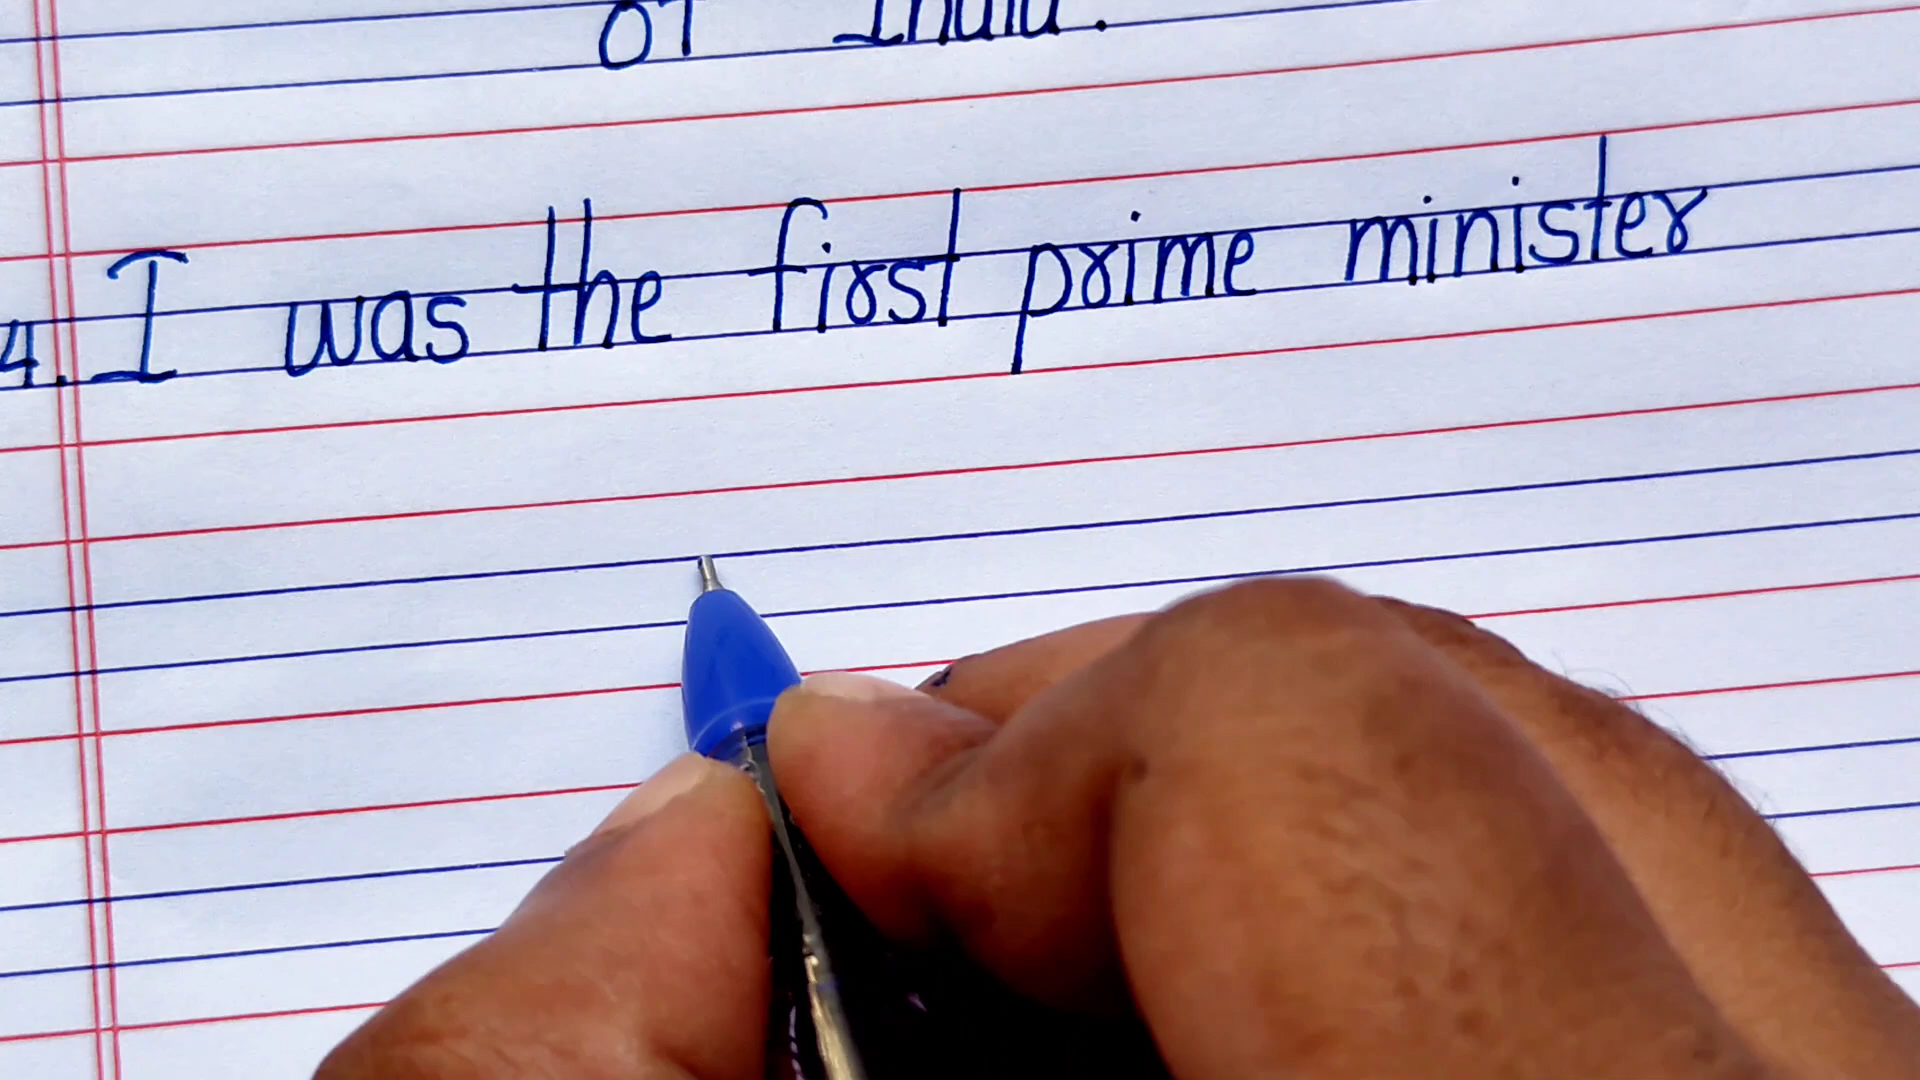 of India.
4. I was the first prime minister